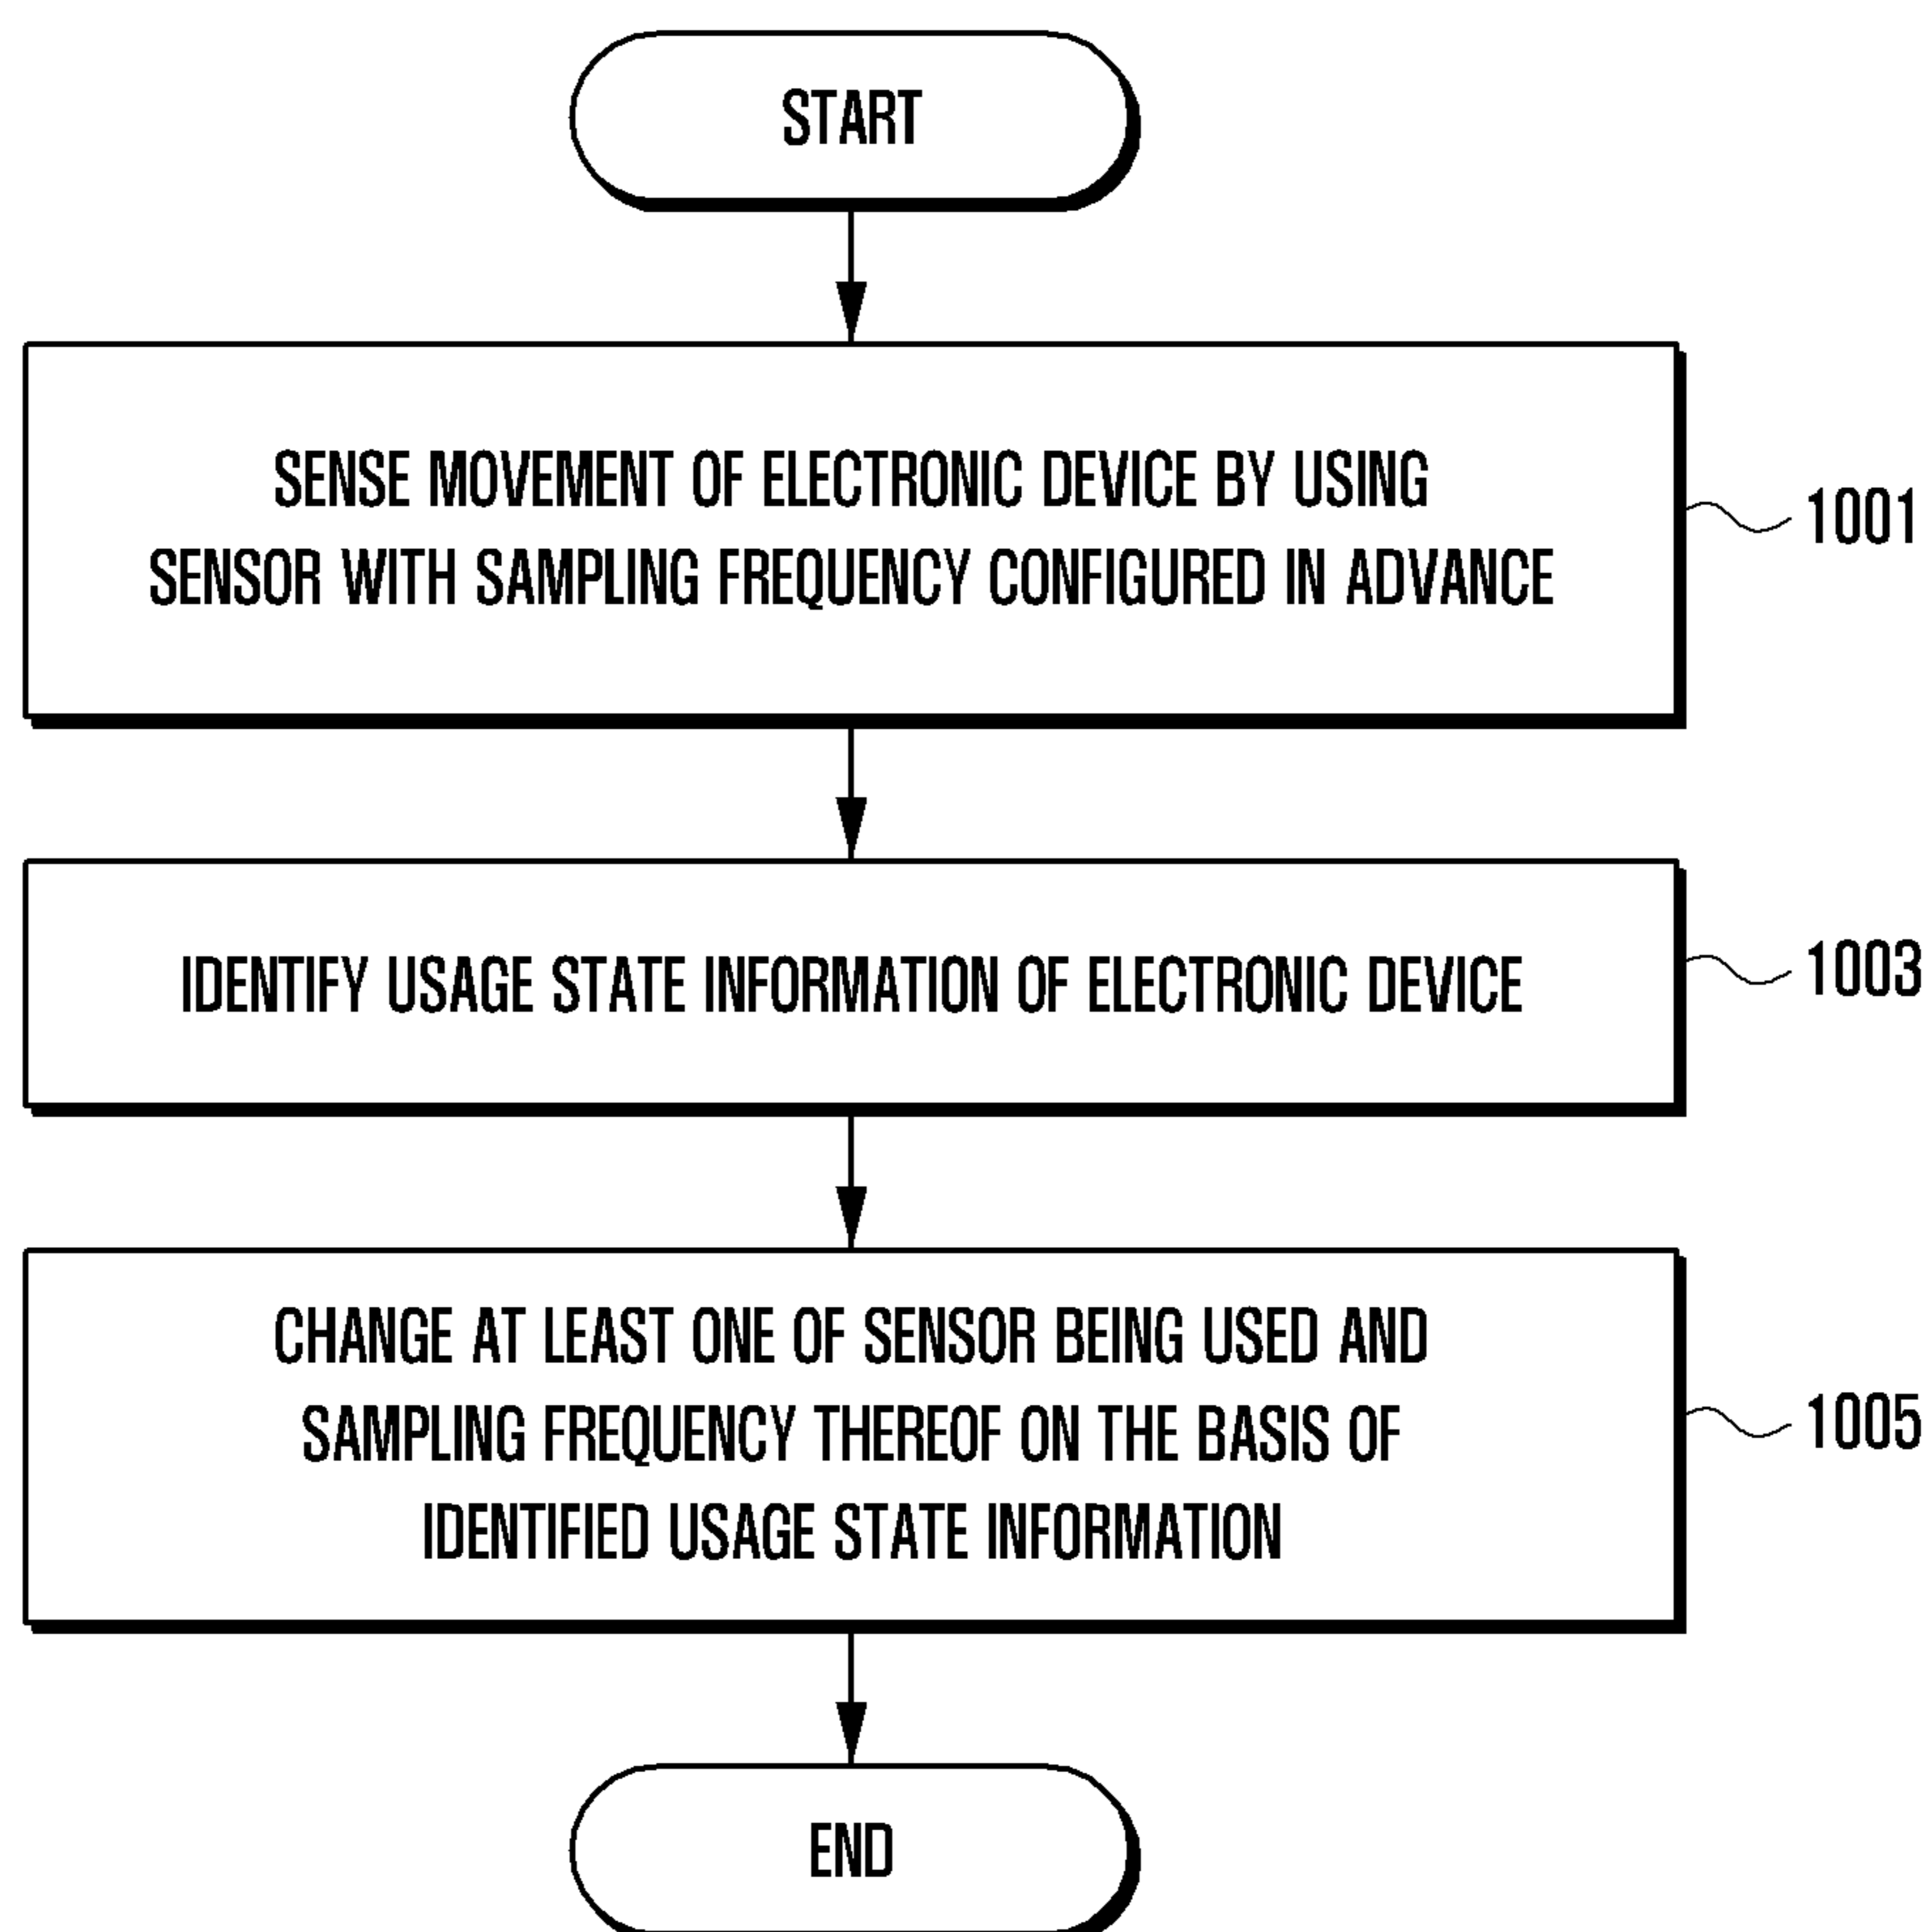 START
SENSE MOVEMENT OF ELECTRONIC DEVICE BY USING
SENSOR WITH SAMPLING FREQUENCY CONFIGURED IN ADVANCE
1001
IDENTIFY USAGE STATE INFORMATION OF ELECTRONIC DEVICE
1003
CHANGE AT LEAST ONE OF SENSOR BEING USED AND
SAMPLING FREQUENCY THEREOF ON THE BASIS OF
IDENTIFIED USAGE STATE INFORMATION
1005
END